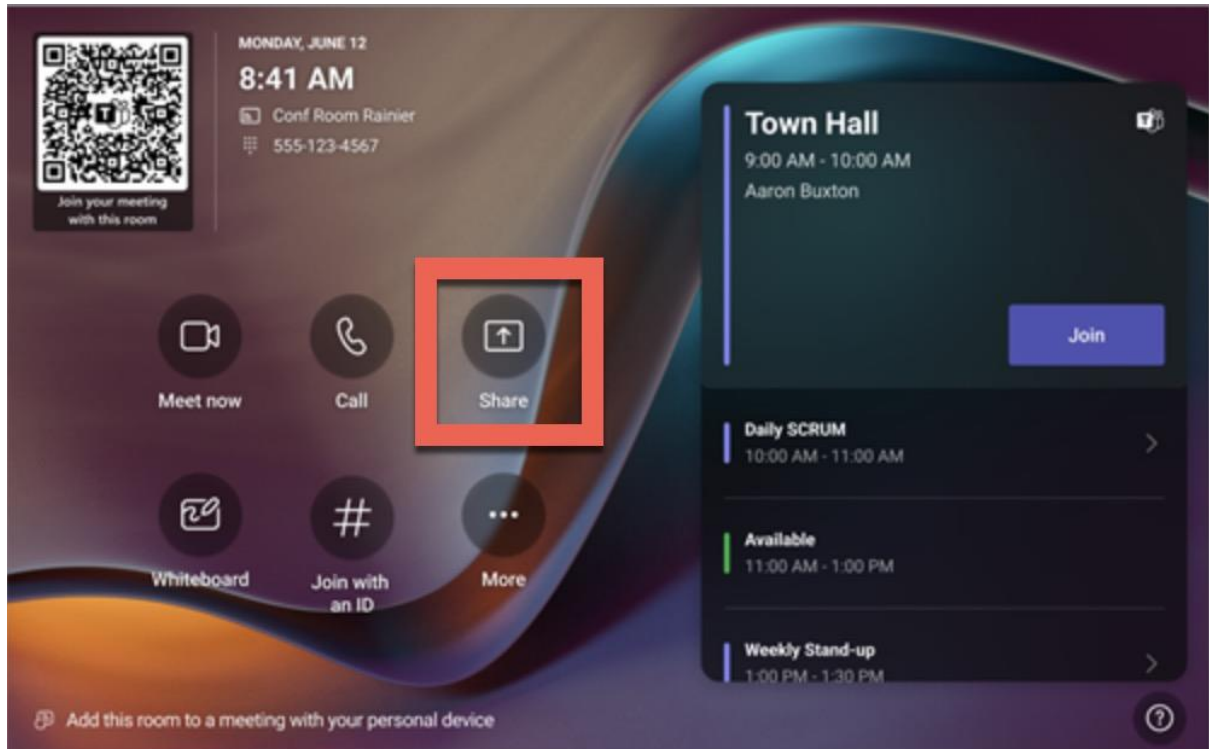 MONDAY, JUNE 12
8:41 AM
Conf Room Rainier
555-123-4567
Join your meeting
with this room
Town Hall
9:00 AM - 10:00 AM
Aaron Buxton
Join
Meet now
Call
Share
Daily SCRUM
10:00 AM - 11:00 AM
Whiteboard
Join with
an ID
More
Available
11:00 AM - 1:00 PM
Weekly Stand-up
1:00 PM - 1:30 PM
Add this room to a meeting with your personal device